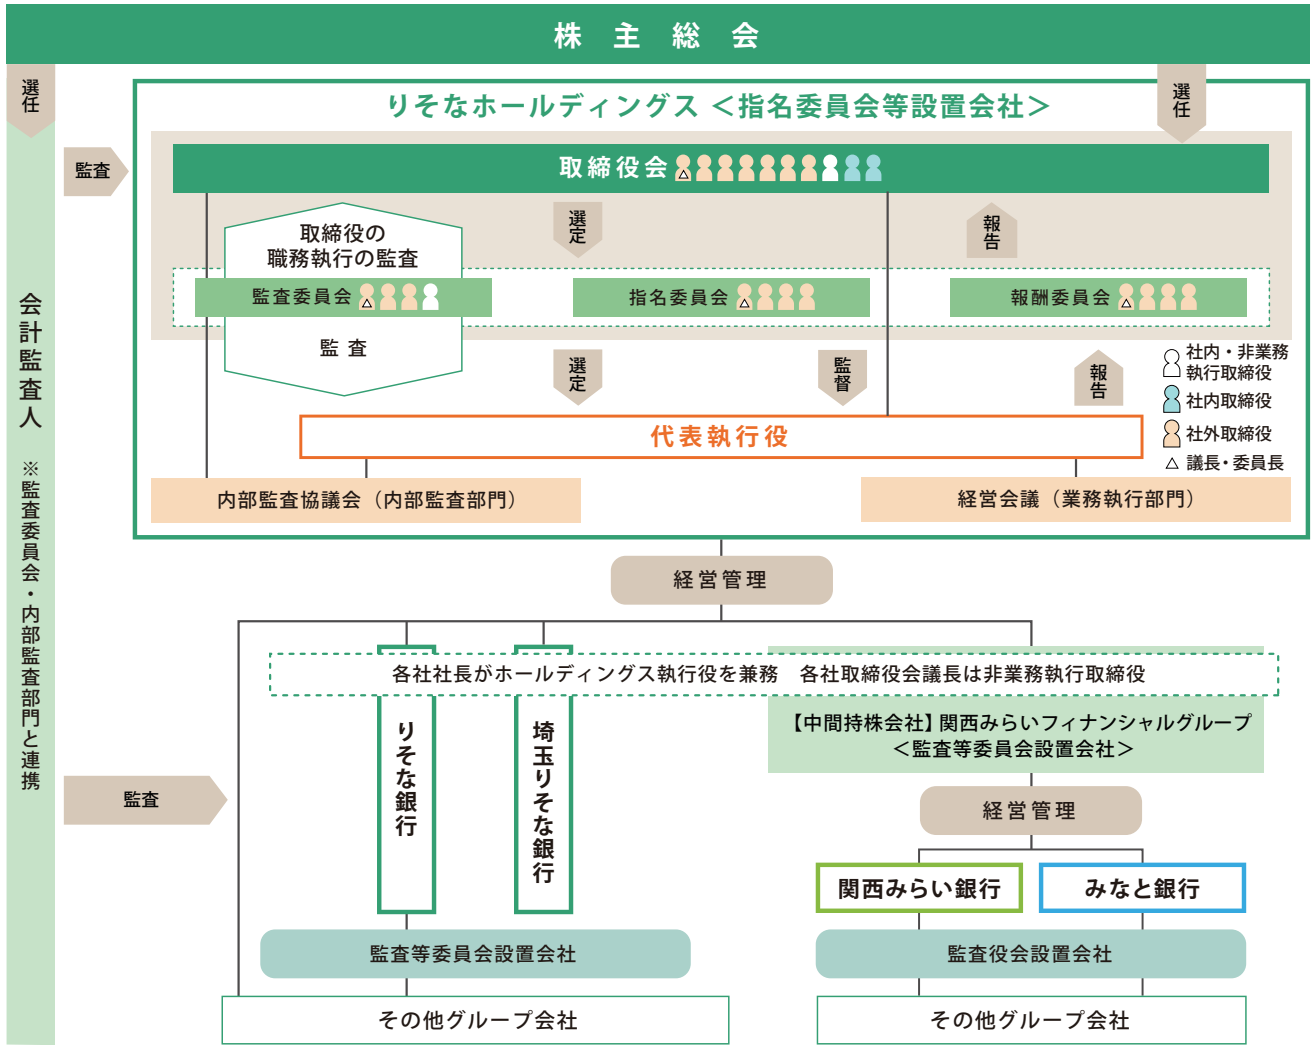 株主総会
選任
選任
りそなホールディングス ＜指名委員会等設置会社＞
監査
取締役会
取締役の
職務執行の監査
選定
報告
監査委員会
指名委員会
報酬委員会
監査
選定
監督
報告
社内・非業務
執行取締役
社内取締役
社外取締役
議長・委員長
代表執行役
内部監査協議会（内部監査部門）
経営会議（業務執行部門）
会計監査人
※監査委員会・内部監査部門と連携
経営管理
各社社長がホールディングス執行役を兼務　各社取締役会議長は非業務執行取締役
りそな銀行
埼玉りそな銀行
【中間持株会社】関西みらいフィナンシャルグループ
＜監査等委員会設置会社＞
監査
経営管理
関西みらい銀行
みなと銀行
監査等委員会設置会社
監査役会設置会社
その他グループ会社
その他グループ会社